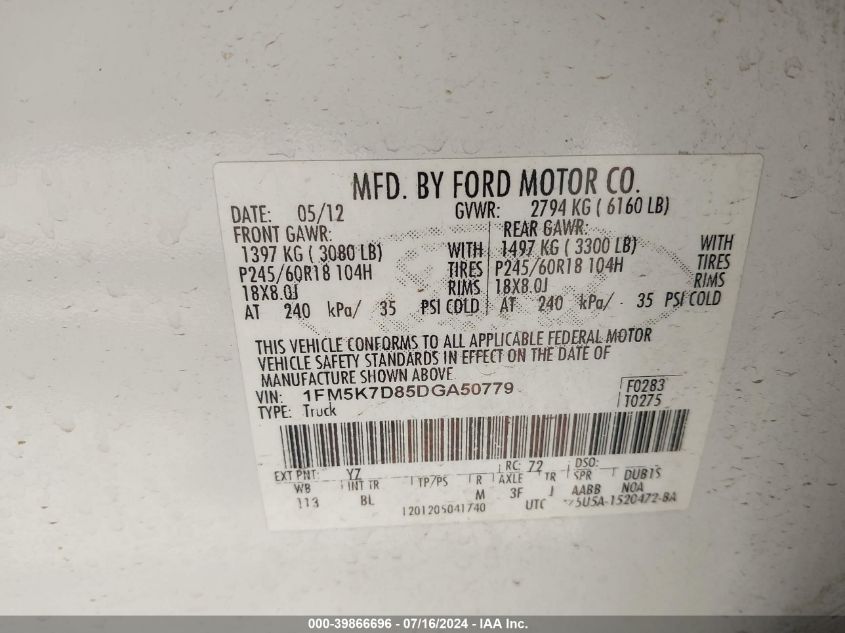 MFD. BY FORD MOTOR CO.
DATE: 05/12 GVWR: 2794 KG ( 6160 LB)
FRONT GAWR: REAR GAWR:
1397 KG ( 3080 LB) WITH 1497 KG ( 3300 LB) WITH
P245/60R18 104H TIRES P245/60R18 104H TIRES
18X8.0J RIMS 18X8.0J RIMS
AT 240 kPa/ 35 PSI COLD AT 240 kPa/ 35 PSI COLD
THIS VEHICLE CONFORMS TO ALL APPLICABLE FEDERAL MOTOR
VEHICLE SAFETY STANDARDS IN EFFECT ON THE DATE OF
MANUFACTURE SHOWN ABOVE.
VIN: 1FM5K7D85DGA50779 F0283
TYPE: Truck T0275
EXT PNT: YZ RC: 72 DSO:
WB INT TR TP/PS R AXLE TR SPR DUB1S
113 BL M 3F J AABB NOA
1201205041740 UTC 5U5A-1520472-BA
000-39866696 - 07/16/2024 - IAA Inc.